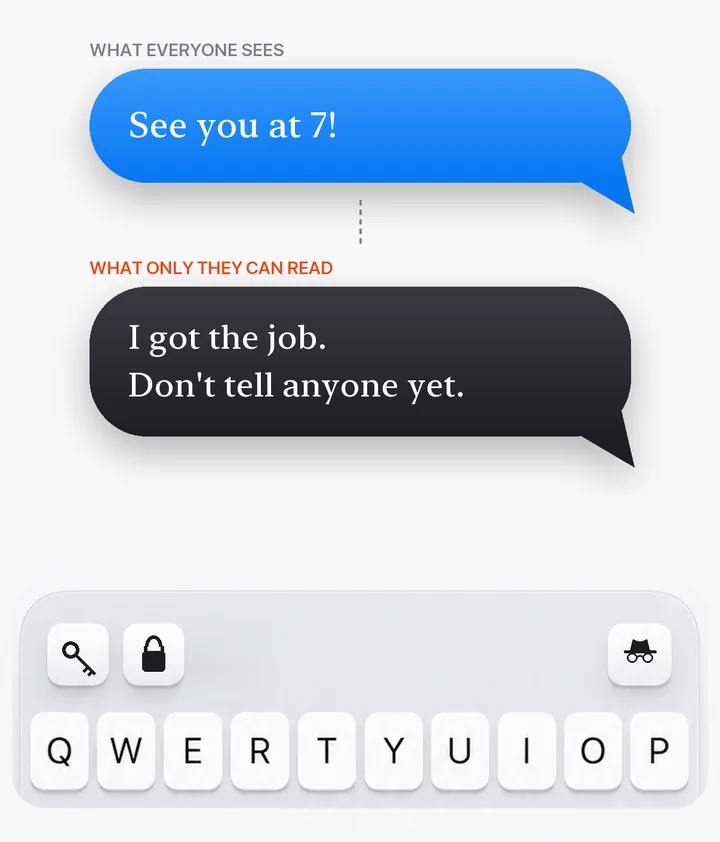 WHAT EVERYONE SEES
See you at 7!
WHAT ONLY THEY CAN READ
I got the job.
Don't tell anyone yet.
Q W E R T Y U I O P